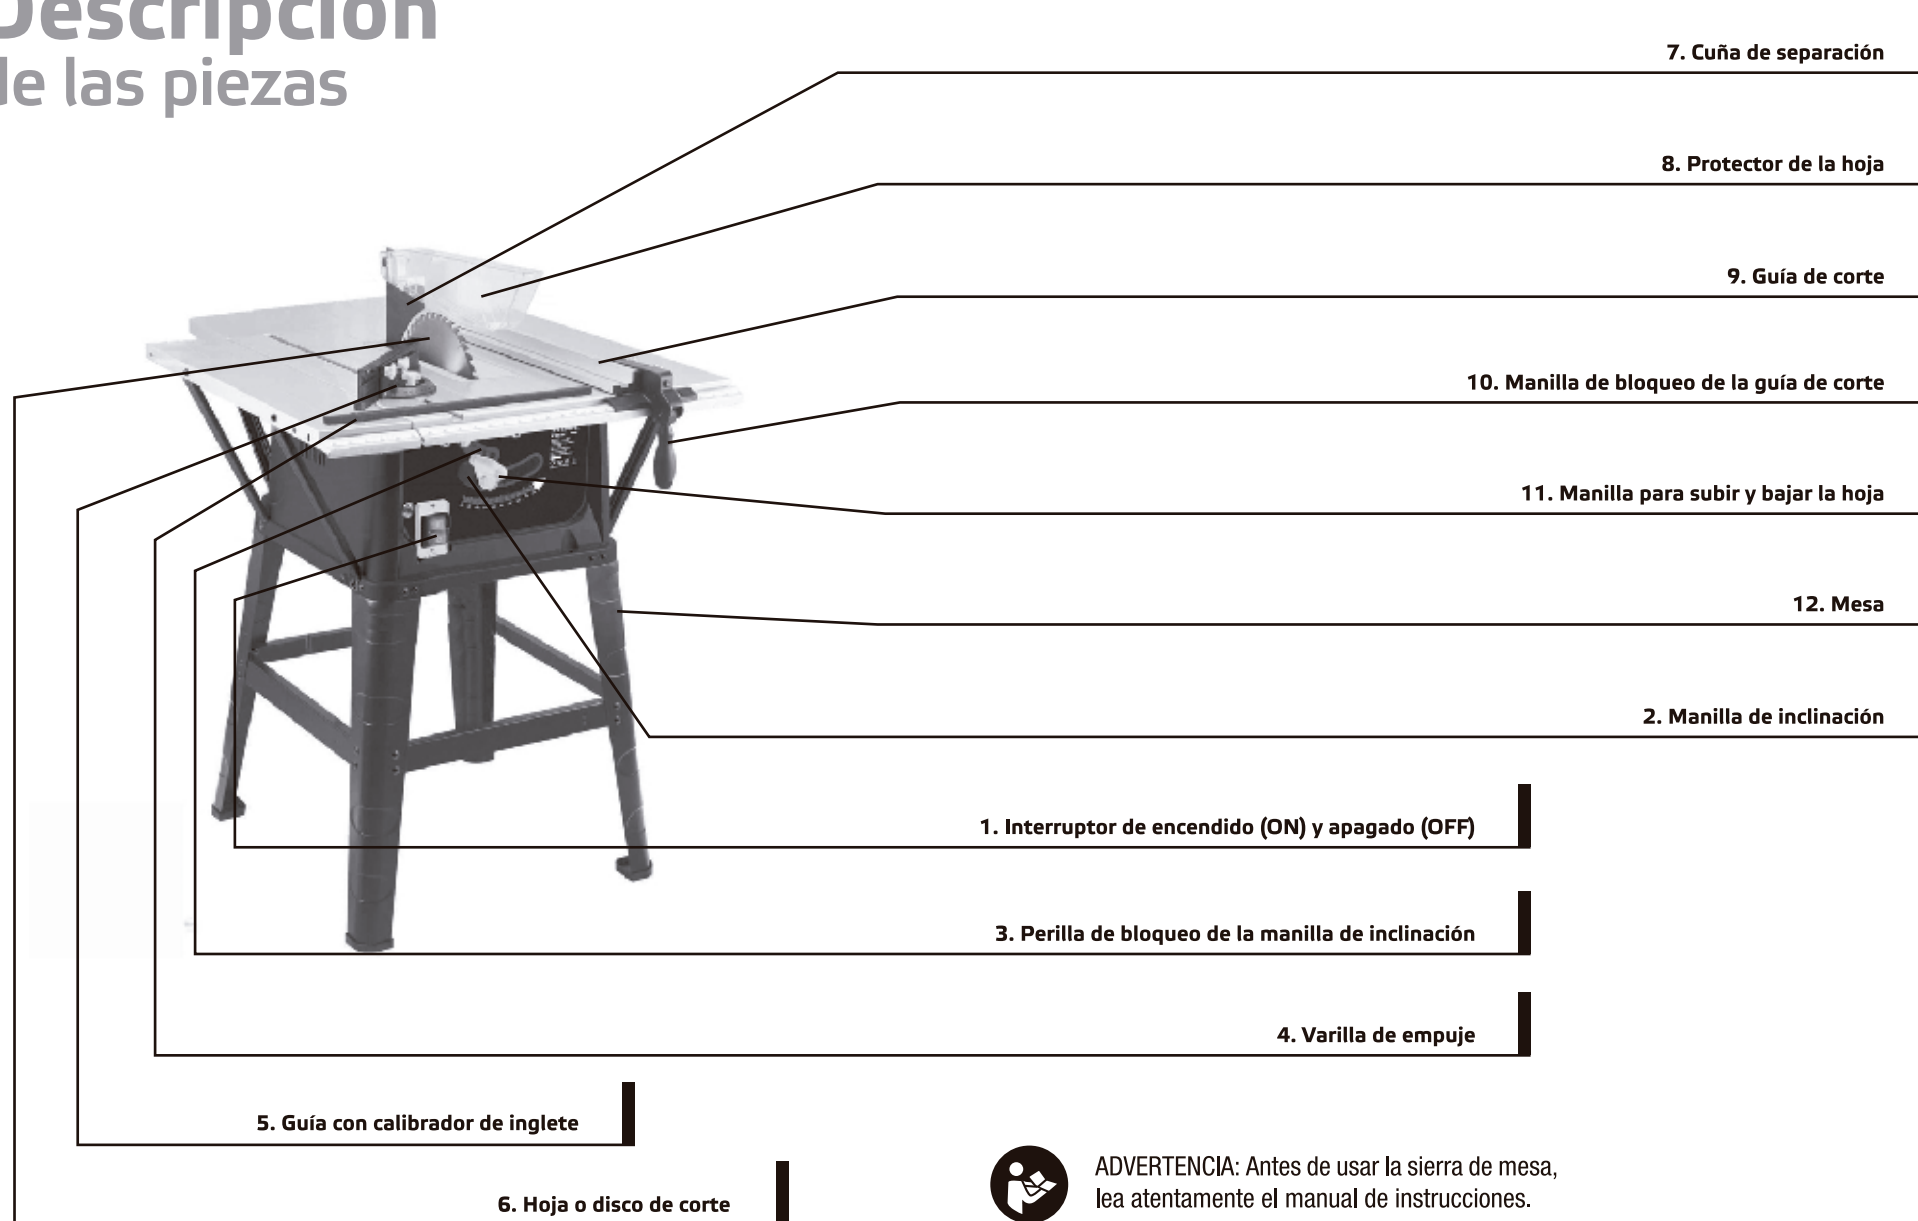 Descripción
de las piezas
7. Cuña de separación
8. Protector de la hoja
9. Guía de corte
10. Manilla de bloqueo de la guía de corte
11. Manilla para subir y bajar la hoja
12. Mesa
2. Manilla de inclinación
1. Interruptor de encendido (ON) y apagado (OFF)
3. Perilla de bloqueo de la manilla de inclinación
4. Varilla de empuje
5. Guía con calibrador de inglete
6. Hoja o disco de corte
ADVERTENCIA: Antes de usar la sierra de mesa,
lea atentamente el manual de instrucciones.